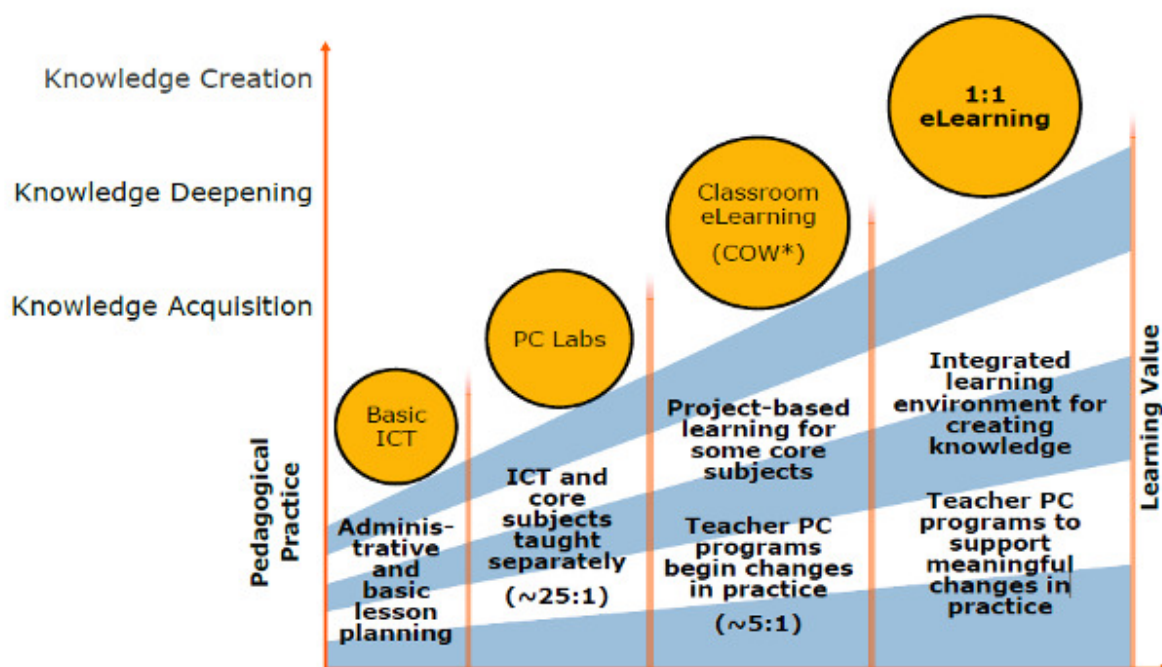 Knowledge Creation
Knowledge Deepening
Knowledge Acquisition
Pedagogical
Practice
Basic
ICT
Adminis-
trative
and
basic
lesson
planning
PC Labs
ICT and
core
subjects
taught
separately
(~25:1)
Classroom
eLearning
(COW*)
Project-based
learning for
some core
subjects
Teacher PC
programs
begin changes
in practice
(~5:1)
1:1
eLearning
Integrated
learning
environment for
creating
knowledge
Teacher PC
programs to
support
meaningful
changes in
practice
Learning Value